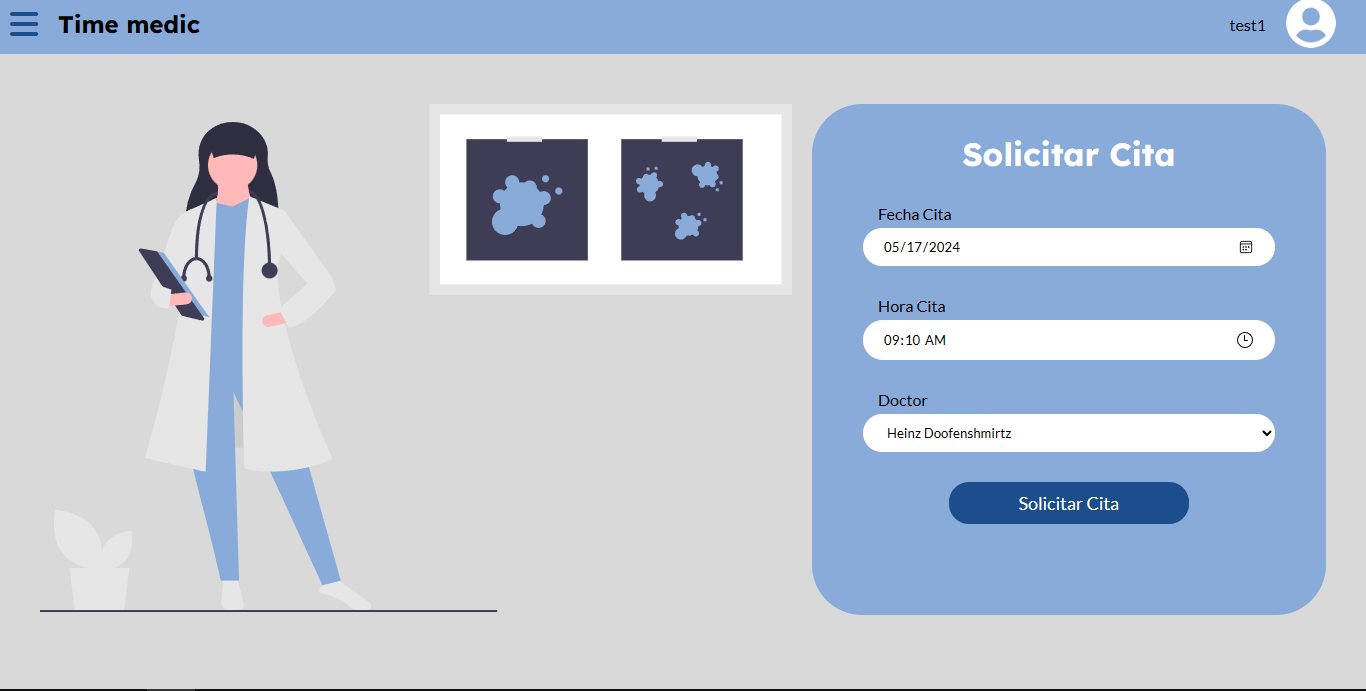 Time medic
test1
Solicitar Cita
Fecha Cita
05/17/2024
Hora Cita
09:10 AM
Doctor
Heinz Doofenshmirtz
Solicitar Cita